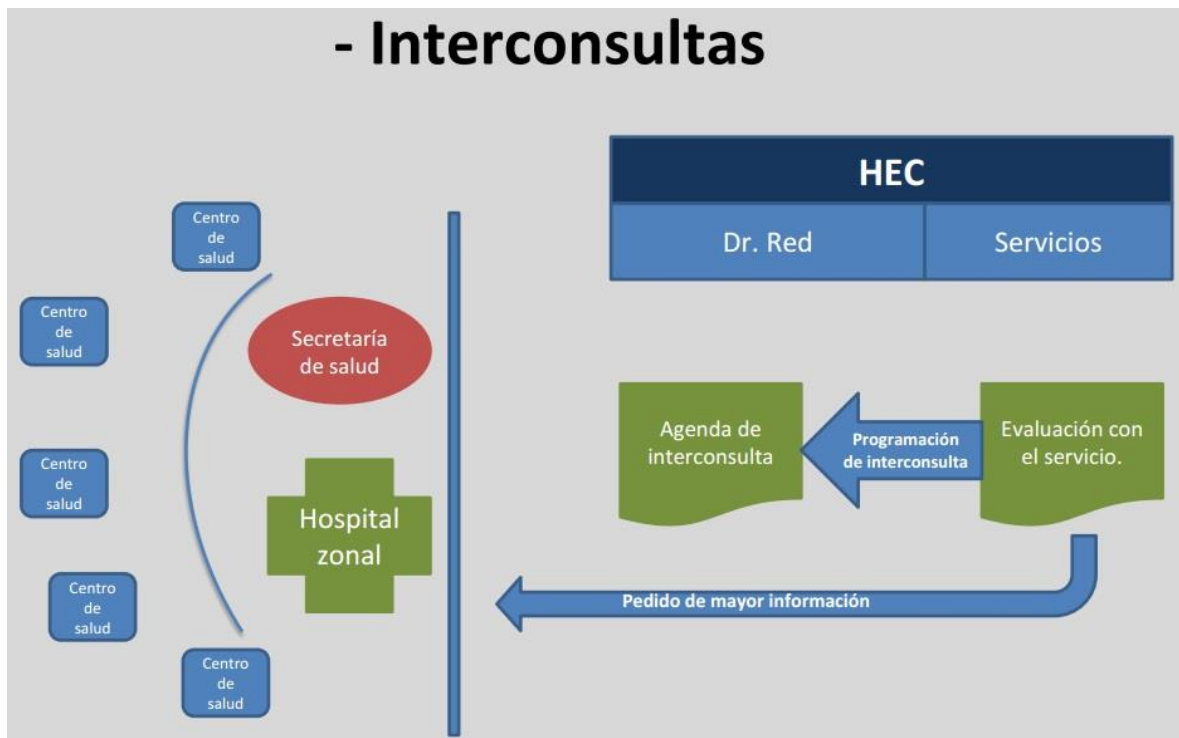 - Interconsultas
HEC
Dr. Red
Servicios
Centro
de
salud
Centro
de
salud
Secretaría
de salud
Centro
de
salud
Hospital
zonal
Centro
de
salud
Centro
de
salud
Agenda de
interconsulta
Programación
de interconsulta
Evaluación con
el servicio.
Pedido de mayor información